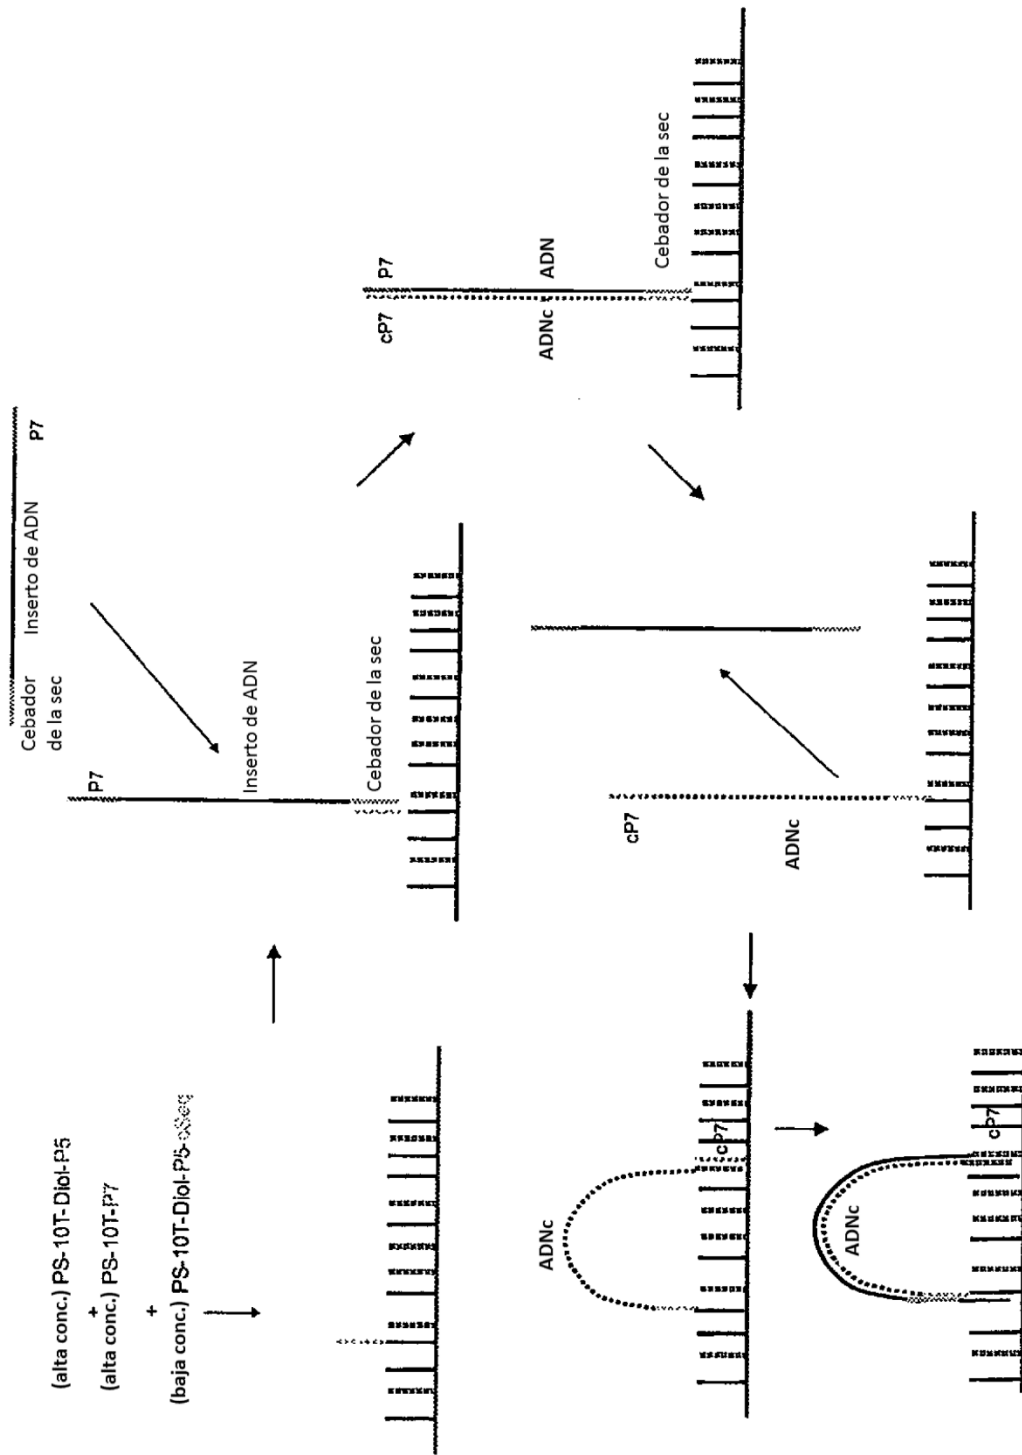 (alta conc.) PS-10T-Diol-P5
+
(alta conc.) PS-10T-P7
+
(baja conc.) PS-10T-Diol-P5-cSeq
Cebador
de la sec
Inserto de ADN
P7
P7
Inserto de ADN
Cebador de la sec
cP7
P7
ADNc
ADN
Cebador de la sec
cP7
ADNc
ADNc
cP7
ADNc
cP7